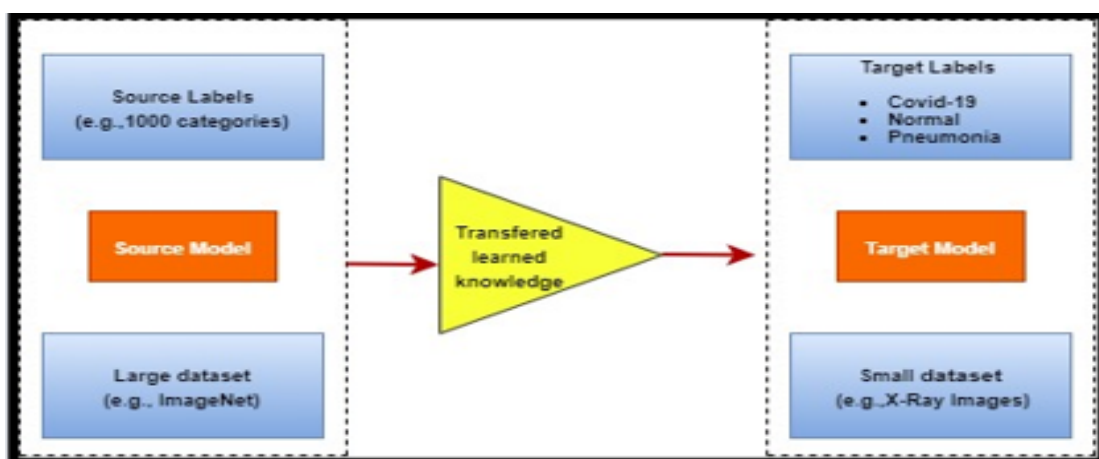 Source Labels
(e.g.,1000 categories)
Source Model
Large dataset
(e.g., ImageNet)
Transfered
learned
knowledge
Target Labels
• Covid-19
• Normal
• Pneumonia
Target Model
Small dataset
(e.g.,X-Ray Images)